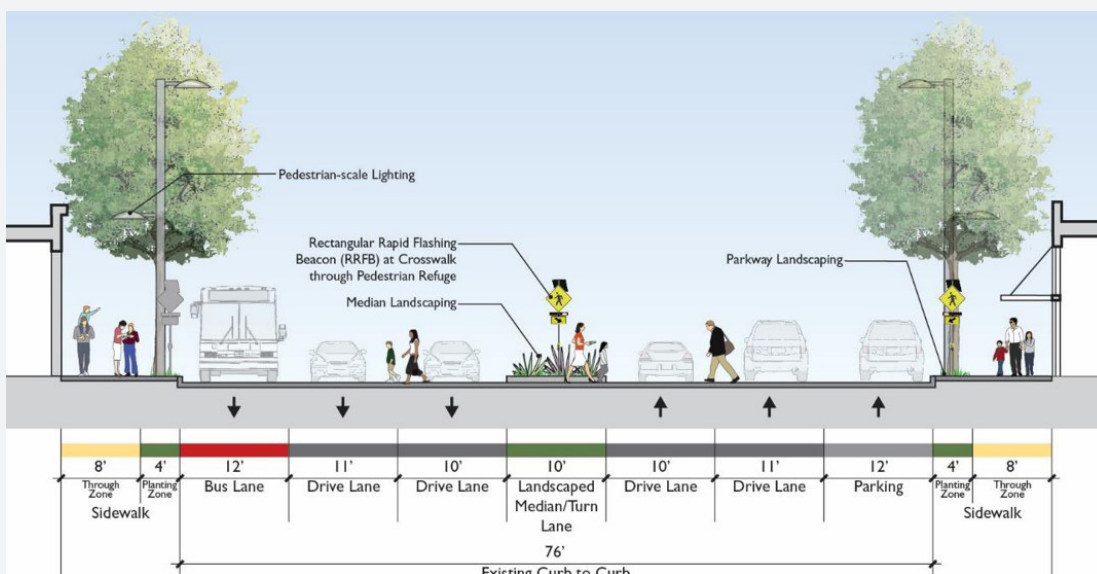 Pedestrian-scale Lighting
Rectangular Rapid Flashing
Beacon (RRFB) at Crosswalk
through Pedestrian Refuge
Median Landscaping
Parkway Landscaping
8' 4' 12' 11' 10' 10' 10' 11' 12' 4' 8'
Through
Zone
Planting
Zone
Sidewalk
Bus Lane
Drive Lane
Drive Lane
Landscaped
Median/Turn
Lane
Drive Lane
Drive Lane
Parking
Planting
Zone
Through
Zone
Sidewalk
76'
Existing Curb to Curb